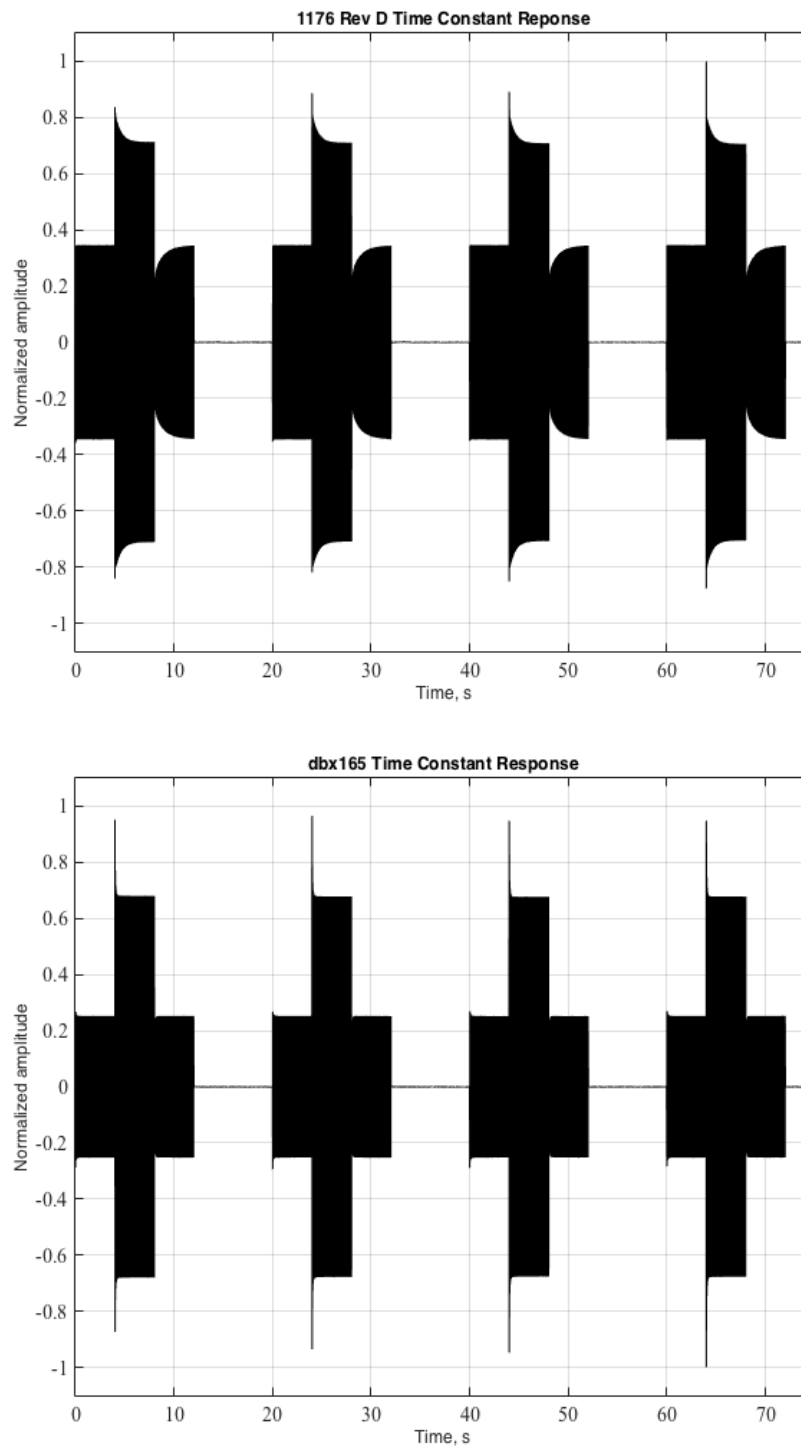 1176 Rev D Time Constant Reponse
1
0.8
0.6
0.4
0.2
0
-0.2
-0.4
-0.6
-0.8
-1
Normalized amplitude
0 10 20 30 40 50 60 70
Time, s
dbx165 Time Constant Response
1
0.8
0.6
0.4
0.2
0
-0.2
-0.4
-0.6
-0.8
-1
Normalized amplitude
0 10 20 30 40 50 60 70
Time, s